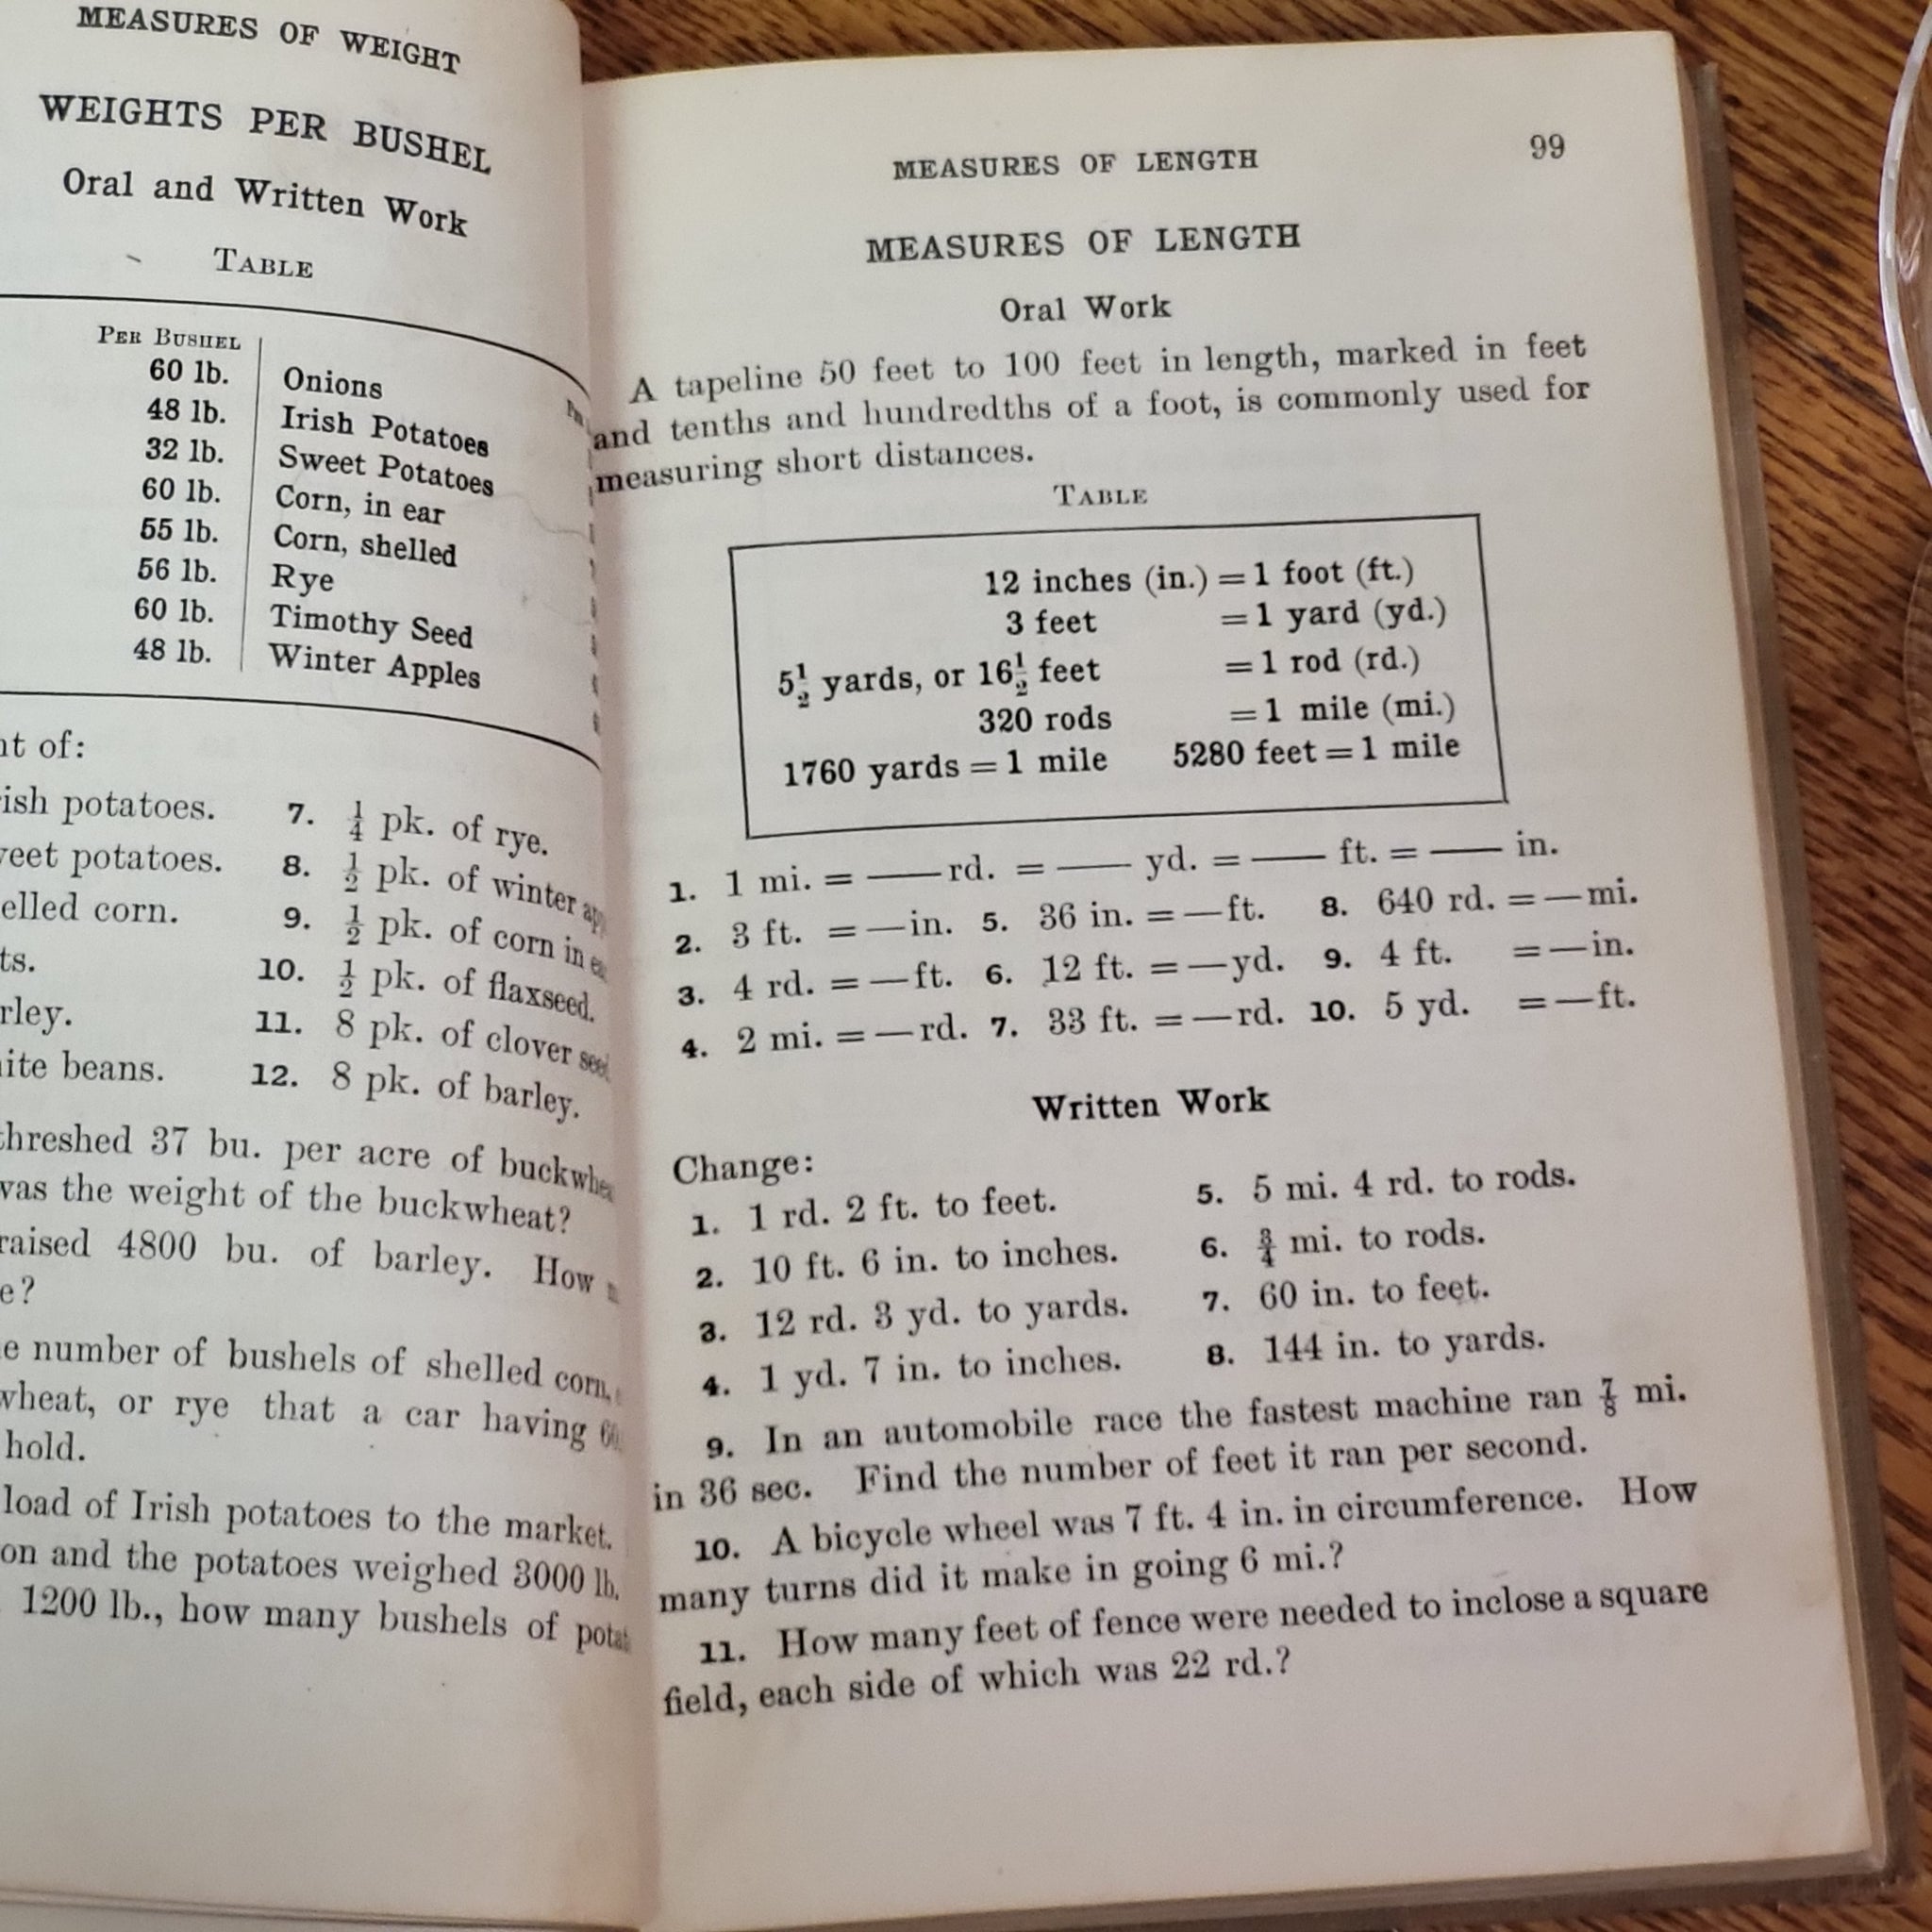 MEASURES OF WEIGHT
WEIGHTS PER BUSHEL
Oral and Written Work
TABLE
PER BUSHEL
60 lb. Onions
48 lb. Irish Potatoes
32 lb. Sweet Potatoes
60 lb. Corn, in ear
55 lb. Corn, shelled
56 lb. Rye
60 lb. Timothy Seed
48 lb. Winter Apples
of:
potatoes. 7. 1/4 pk. of rye.
potatoes. 8. 1/2 pk. of winter
corn. 9. 1/2 pk. of corn in
10. 1/2 pk. of flaxseed.
11. 8 pk. of clover
beans. 12. 8 pk. of barley.
threshed 37 bu. per acre of
was the weight of the buckwheat?
raised 4800 bu. of barley. How
number of bushels of shelled corn,
wheat, or rye that a car having
hold.
load of Irish potatoes to the market.
and the potatoes weighed 3000 lb.
1200 lb., how many bushels of
MEASURES OF LENGTH 99
MEASURES OF LENGTH
Oral Work
A tapeline 50 feet to 100 feet in length, marked in feet
and tenths and hundredths of a foot, is commonly used for
measuring short distances.
TABLE
12 inches (in.) = 1 foot (ft.)
3 feet = 1 yard (yd.)
5 1/2 yards, or 16 1/2 feet = 1 rod (rd.)
320 rods = 1 mile (mi.)
1760 yards = 1 mile 5280 feet = 1 mile
1. 1 mi. = — rd. = — yd. = — ft. = — in.
2. 3 ft. = — in. 5. 36 in. = — ft. 8. 640 rd. = — mi.
3. 4 rd. = — ft. 6. 12 ft. = — yd. 9. 4 ft. = — in.
4. 2 mi. = — rd. 7. 33 ft. = — rd. 10. 5 yd. = — ft.
Written Work
Change:
1. 1 rd. 2 ft. to feet. 5. 5 mi. 4 rd. to rods.
2. 10 ft. 6 in. to inches. 6. 3/4 mi. to rods.
3. 12 rd. 3 yd. to yards. 7. 60 in. to feet.
4. 1 yd. 7 in. to inches. 8. 144 in. to yards.
9. In an automobile race the fastest machine ran 7/8 mi.
in 36 sec. Find the number of feet it ran per second.
10. A bicycle wheel was 7 ft. 4 in. in circumference. How
many turns did it make in going 6 mi.?
11. How many feet of fence were needed to inclose a square
field, each side of which was 22 rd.?